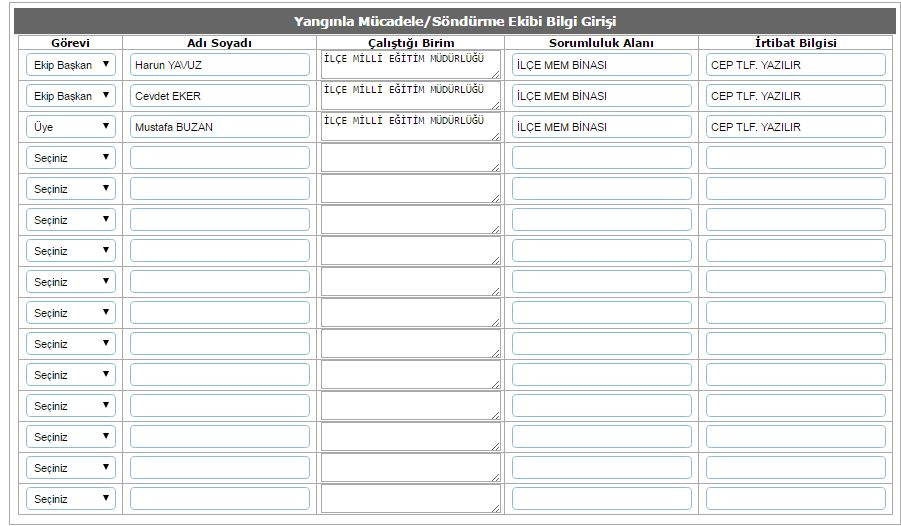 Yangınla Mücadele/Söndürme Ekibi Bilgi Girişi
Görevi Adı Soyadı Çalıştığı Birim Sorumluluk Alanı İrtibat Bilgisi
Ekip Başkan Harun YAVUZ İLÇE MİLLİ EĞİTİM MÜDÜRLÜĞÜ İLÇE MEM BİNASI CEP TLF. YAZILIR
Ekip Başkan Cevdet EKER İLÇE MİLLİ EĞİTİM MÜDÜRLÜĞÜ İLÇE MEM BİNASI CEP TLF. YAZILIR
Üye Mustafa BUZAN İLÇE MİLLİ EĞİTİM MÜDÜRLÜĞÜ İLÇE MEM BİNASI CEP TLF. YAZILIR
Seçiniz
Seçiniz
Seçiniz
Seçiniz
Seçiniz
Seçiniz
Seçiniz
Seçiniz
Seçiniz
Seçiniz
Seçiniz
Seçiniz